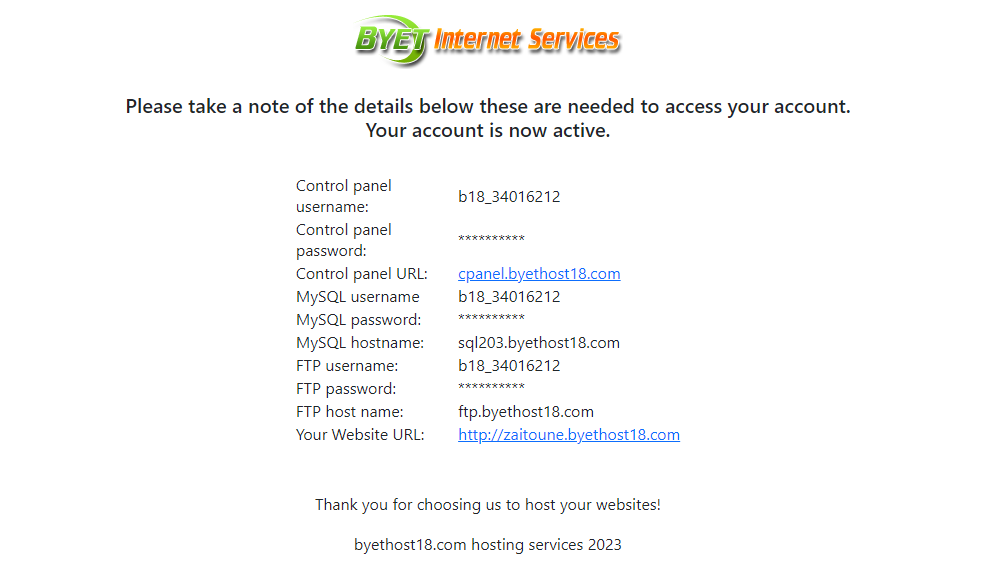 BYET Internet Services
Please take a note of the details below these are needed to access your account.
Your account is now active.
Control panel username: b18_34016212
Control panel password: **********
Control panel URL: cpanel.byethost18.com
MySQL username b18_34016212
MySQL password: **********
MySQL hostname: sql203.byethost18.com
FTP username: b18_34016212
FTP password: **********
FTP host name: ftp.byethost18.com
Your Website URL: http://zaitoune.byethost18.com
Thank you for choosing us to host your websites!
byethost18.com hosting services 2023